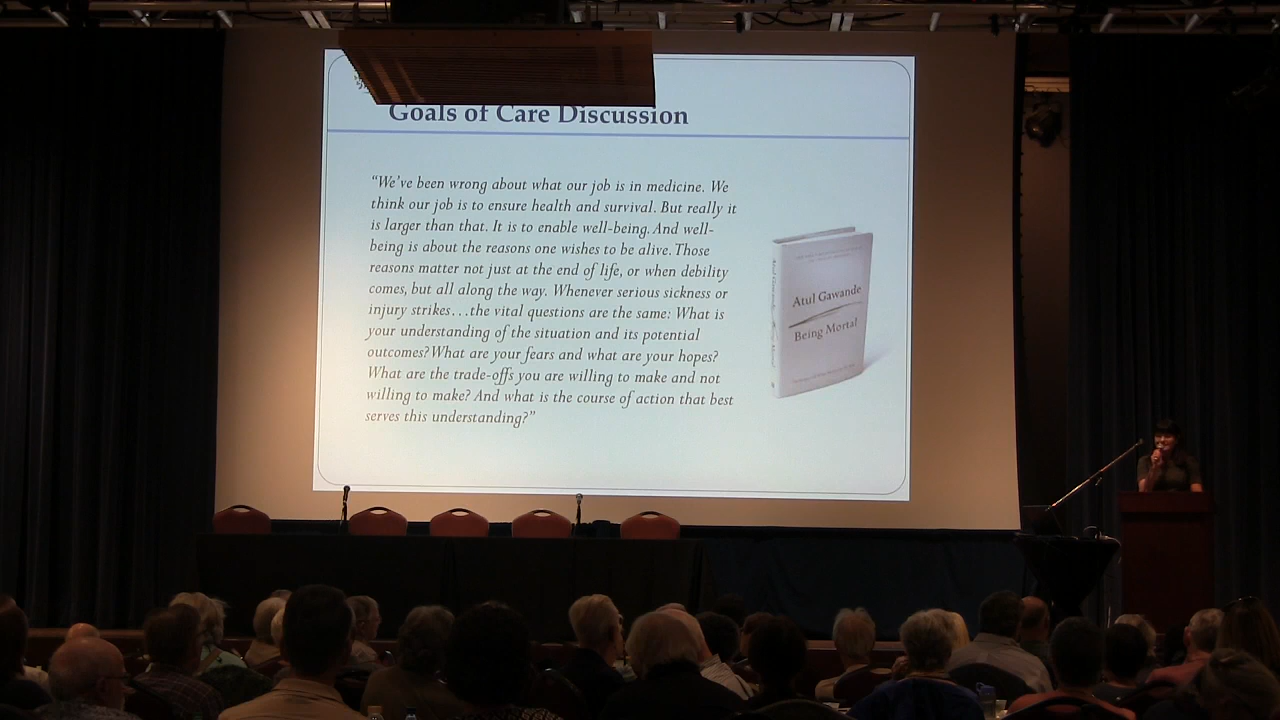 Goals of Care Discussion
“We’ve been wrong about what our job is in medicine. We
think our job is to ensure health and survival. But really it
is larger than that. It is to enable well-being. And well-
being is about the reasons one wishes to be alive. Those
reasons matter not just at the end of life, or when debility
comes, but all along the way. Whenever serious sickness or
injury strikes…the vital questions are the same: What is
your understanding of the situation and its potential
outcomes? What are your fears and what are your hopes?
What are the trade-offs you are willing to make and not
willing to make? And what is the course of action that best
serves this understanding?”
Atul Gawande
Being Mortal
Atul Gawande Being Mortal